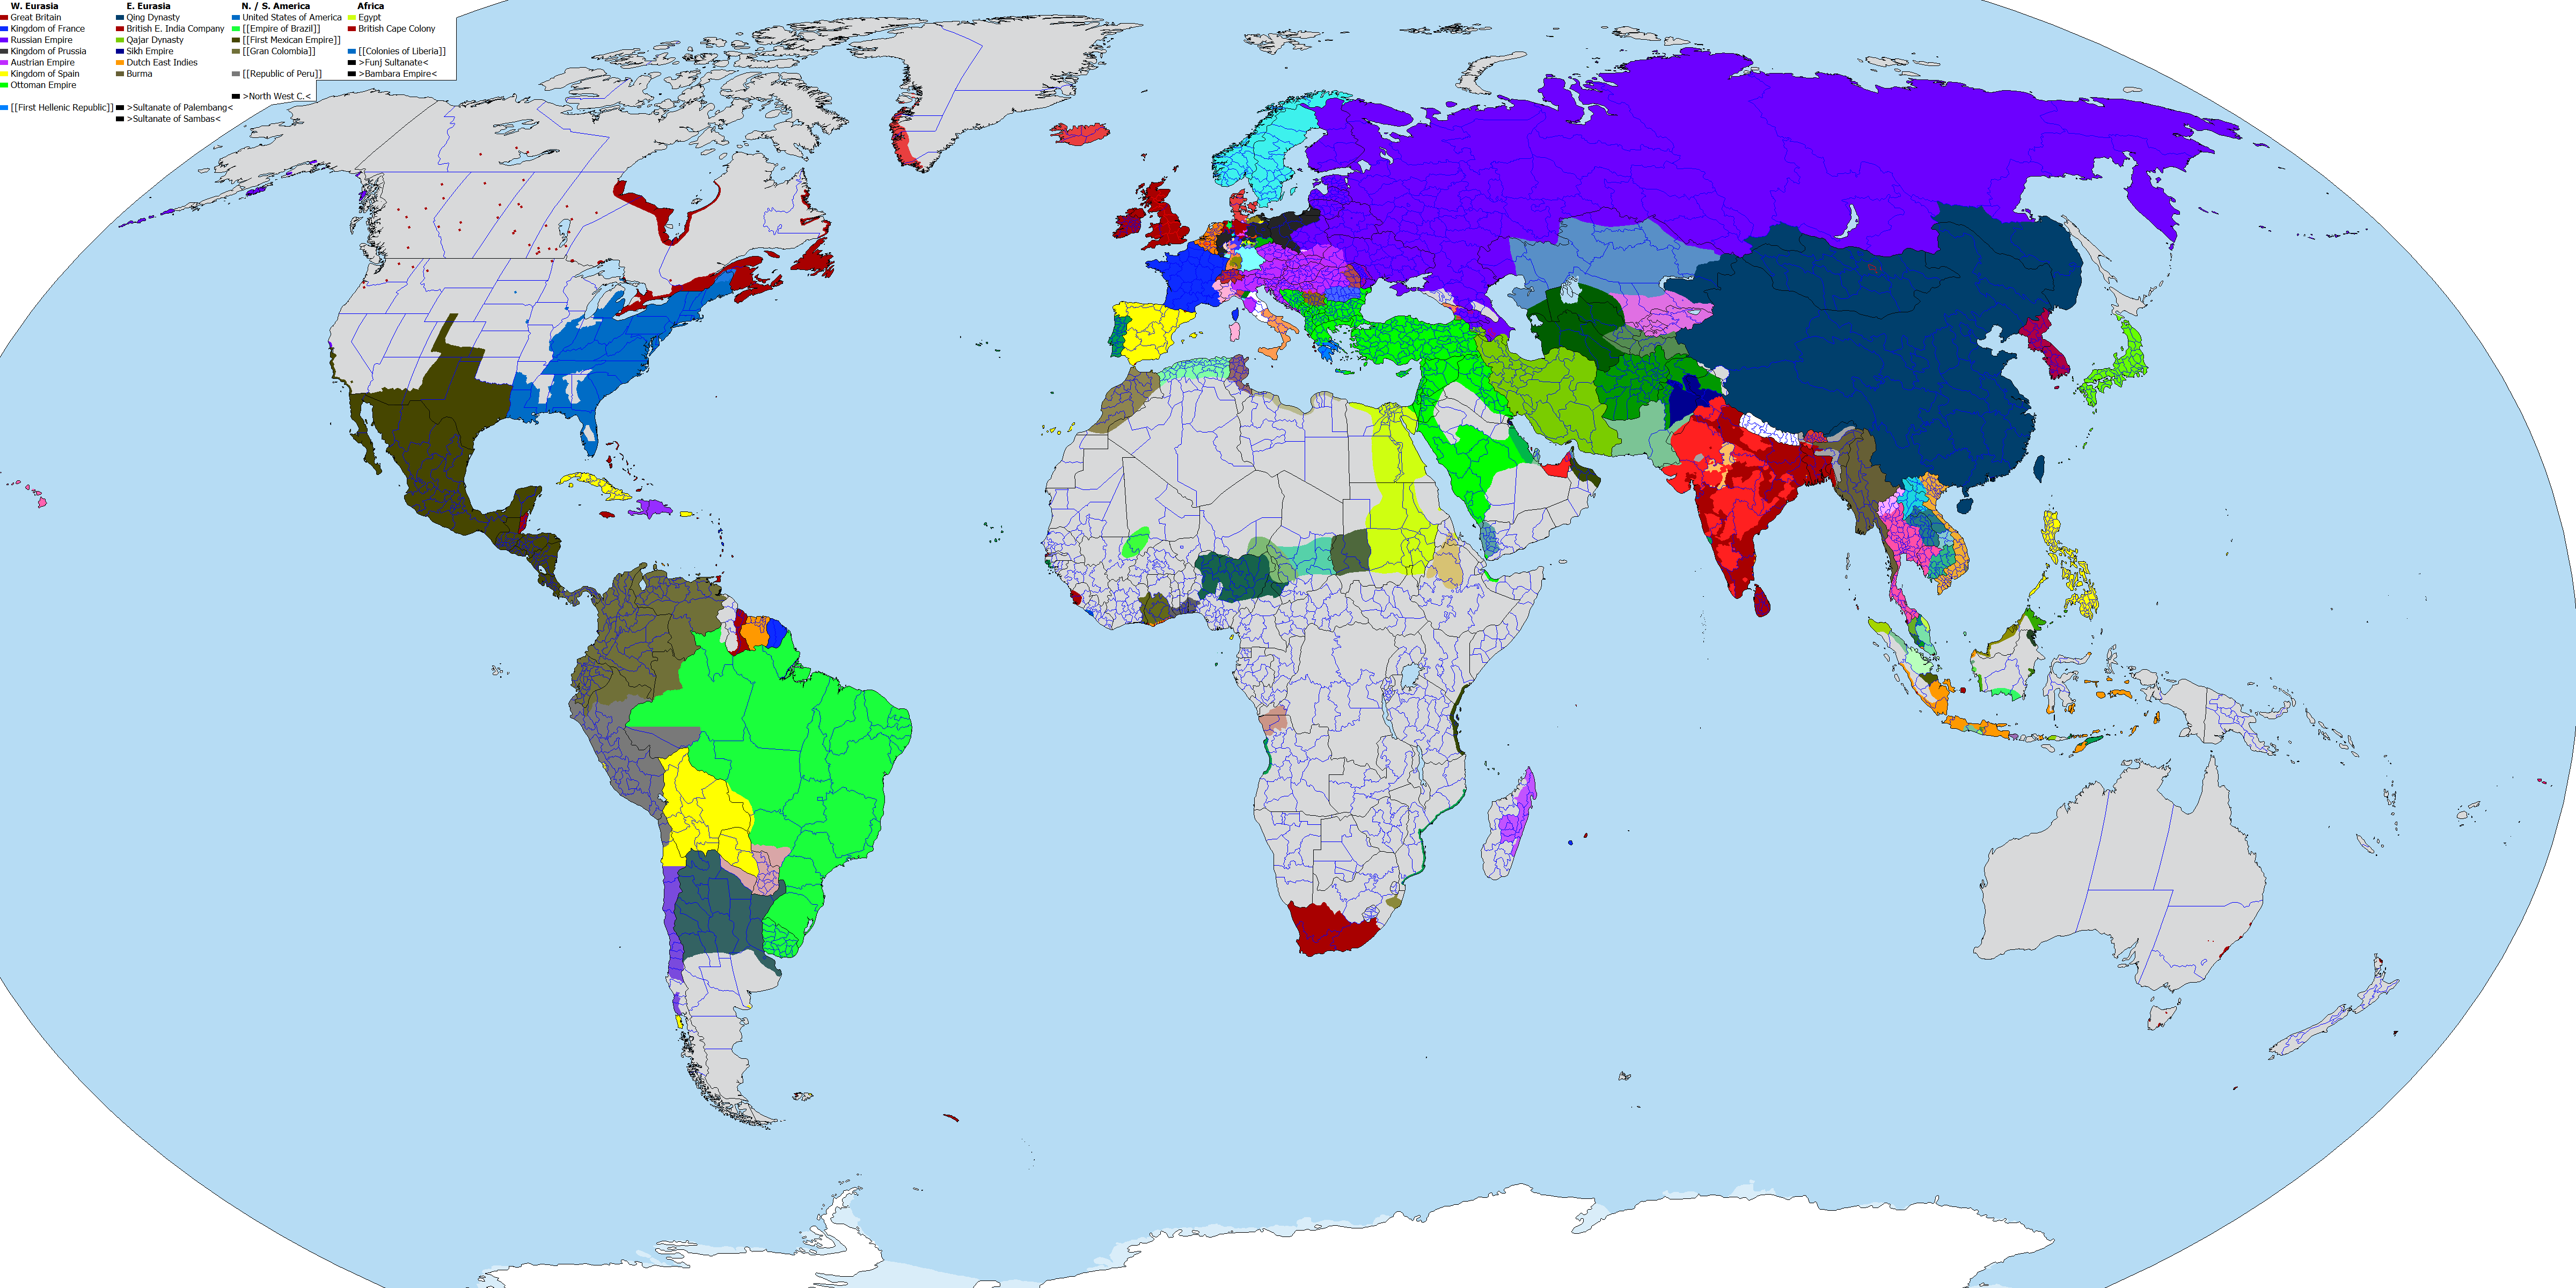 W. Eurasia
Great Britain
Kingdom of France
Russian Empire
Kingdom of Prussia
Austrian Empire
Kingdom of Spain
Ottoman Empire
[[First Hellenic Republic]]
E. Eurasia
Qing Dynasty
British E. India Company
Qajar Dynasty
Sikh Empire
Dutch East Indies
Burma
>Sultanate of Palembang<
>Sultanate of Sambas<
N. / S. America
United States of America
[[Empire of Brazil]]
[[First Mexican Empire]]
[[Gran Colombia]]
[[Republic of Peru]]
>North West C.<
Africa
Egypt
British Cape Colony
[[Colonies of Liberia]]
>Funj Sultanate<
>Bambara Empire<